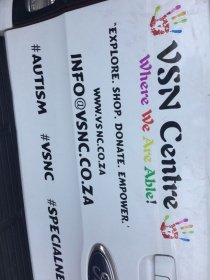 VSN Centre
Where We Are Able!
"EXPLORE. SHOP. DONATE. EMPOWER."
WWW.VSNC.CO.ZA
INFO@VSNC.CO.ZA
#AUTISM #VSNC #SPECIALNE